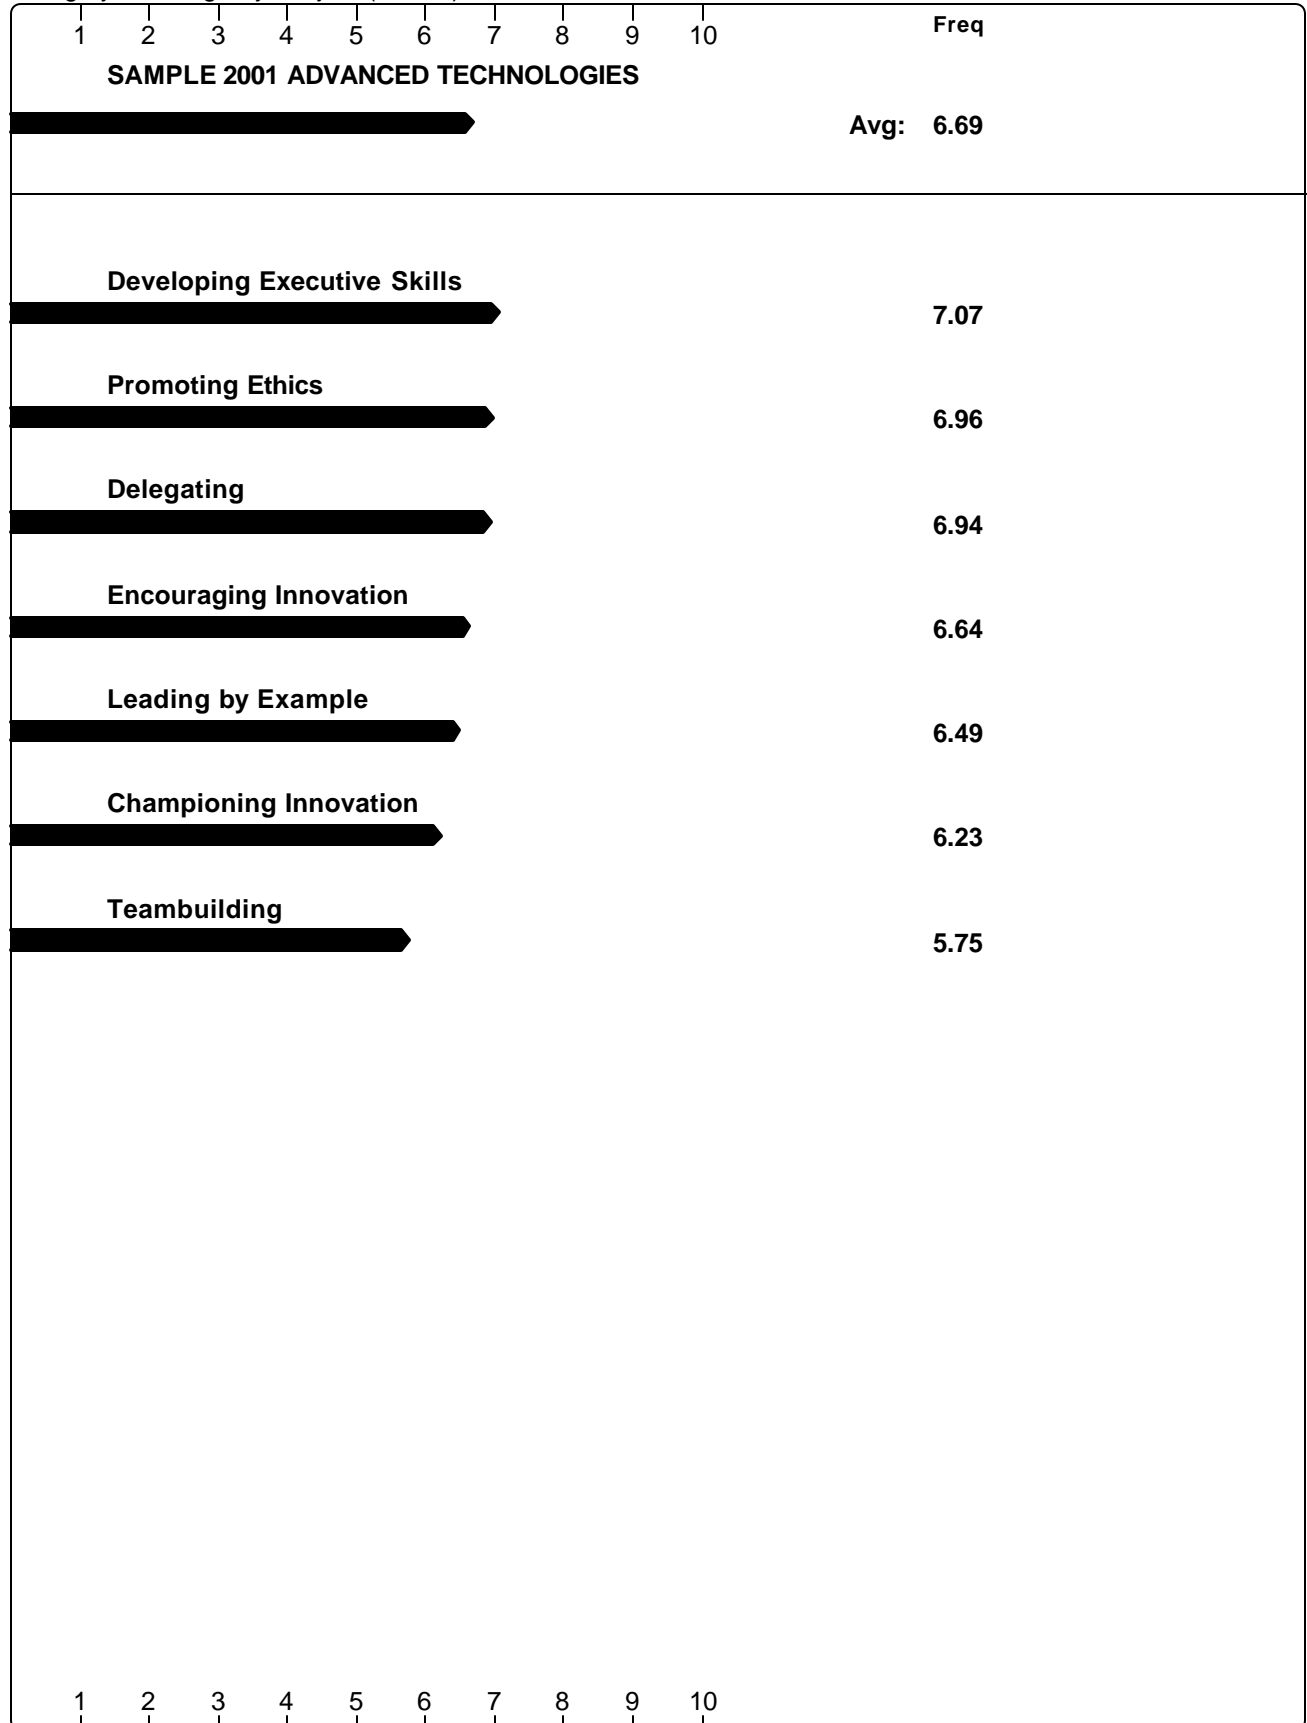 1 2 3 4 5 6 7 8 9 10 Freq
SAMPLE 2001 ADVANCED TECHNOLOGIES
Avg: 6.69
Developing Executive Skills
7.07
Promoting Ethics
6.96
Delegating
6.94
Encouraging Innovation
6.64
Leading by Example
6.49
Championing Innovation
6.23
Teambuilding
5.75
1 2 3 4 5 6 7 8 9 10